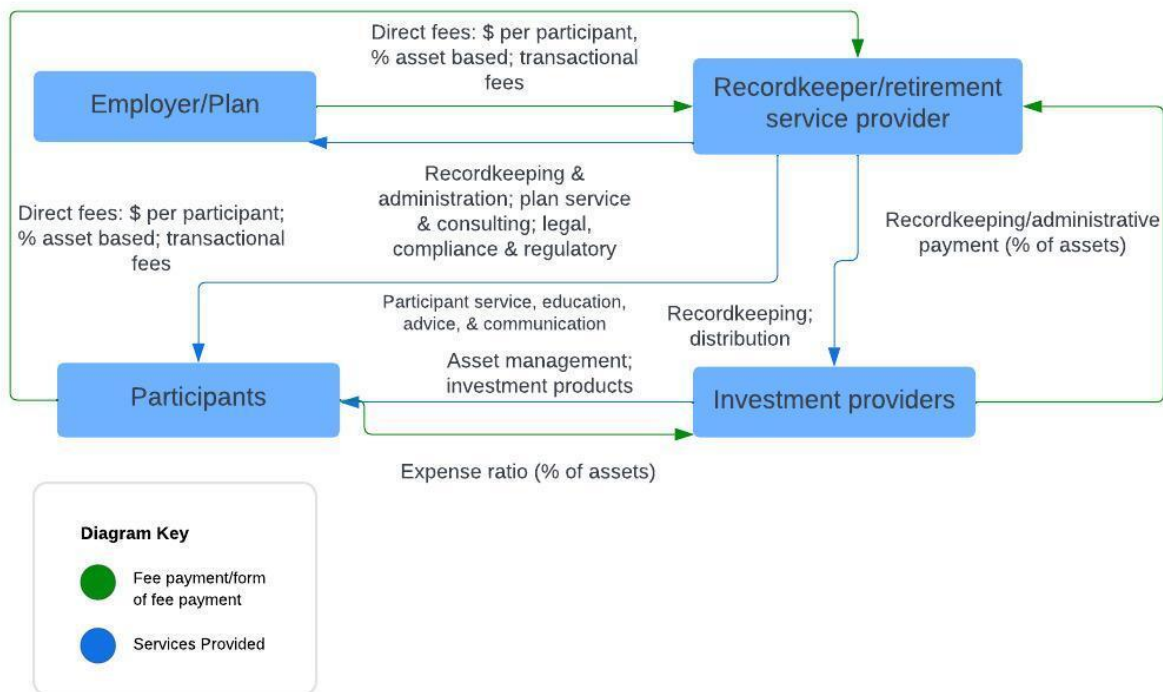 Direct fees: $ per participant,
% asset based; transactional
fees
Employer/Plan
Recordkeeper/retirement
service provider
Recordkeeping &
administration; plan service
& consulting; legal,
compliance & regulatory
Direct fees: $ per participant;
% asset based; transactional
fees
Recordkeeping/administrative
payment (% of assets)
Participant service, education,
advice, & communication
Recordkeeping;
distribution
Asset management;
investment products
Participants
Investment providers
Expense ratio (% of assets)
Diagram Key
Fee payment/form
of fee payment
Services Provided